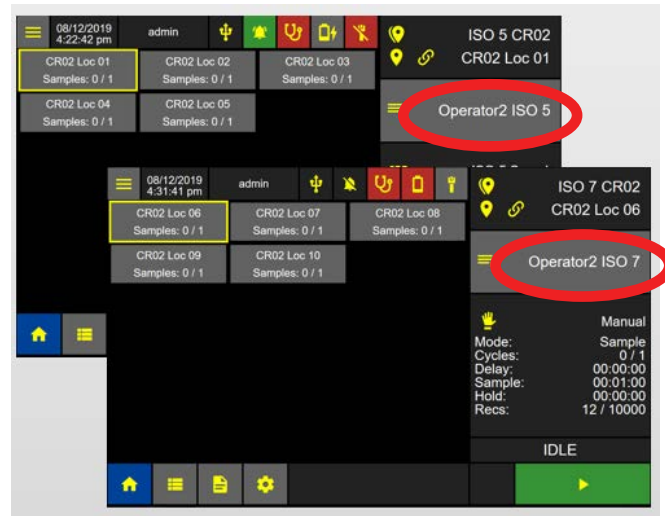 08/12/2019
4:22:42 pm
admin
ISO 5 CR02
CR02 Loc 01
CR02 Loc 01
Samples: 0 / 1
CR02 Loc 02
Samples: 0 / 1
CR02 Loc 03
Samples: 0 / 1
CR02 Loc 04
Samples: 0 / 1
CR02 Loc 05
Samples: 0 / 1
Operator2 ISO 5
08/12/2019
4:31:41 pm
admin
ISO 7 CR02
CR02 Loc 06
CR02 Loc 06
Samples: 0 / 1
CR02 Loc 07
Samples: 0 / 1
CR02 Loc 08
Samples: 0 / 1
CR02 Loc 09
Samples: 0 / 1
CR02 Loc 10
Samples: 0 / 1
Operator2 ISO 7
Manual
Mode: Sample
Cycles: 0 / 1
Delay: 00:00:00
Sample: 00:01:00
Hold: 00:00:00
Recs: 12 / 10000
IDLE